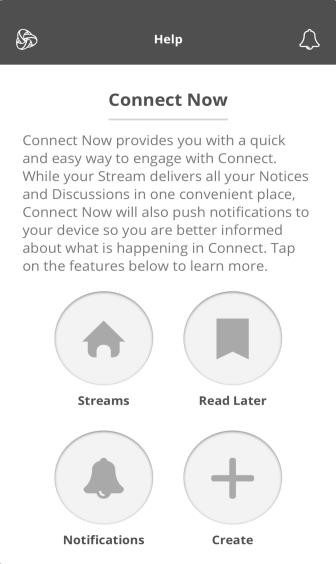 Help
Connect Now
Connect Now provides you with a quick
and easy way to engage with Connect.
While your Stream delivers all your Notices
and Discussions in one convenient place,
Connect Now will also push notifications to
your device so you are better informed
about what is happening in Connect. Tap
on the features below to learn more.
Streams
Read Later
Notifications
Create